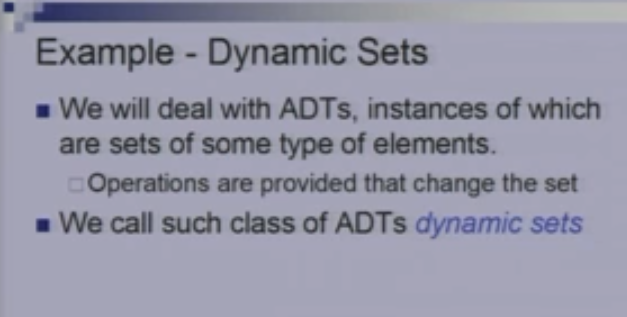 Example - Dynamic Sets
We will deal with ADTs, instances of which
are sets of some type of elements.
Operations are provided that change the set
We call such class of ADTs dynamic sets